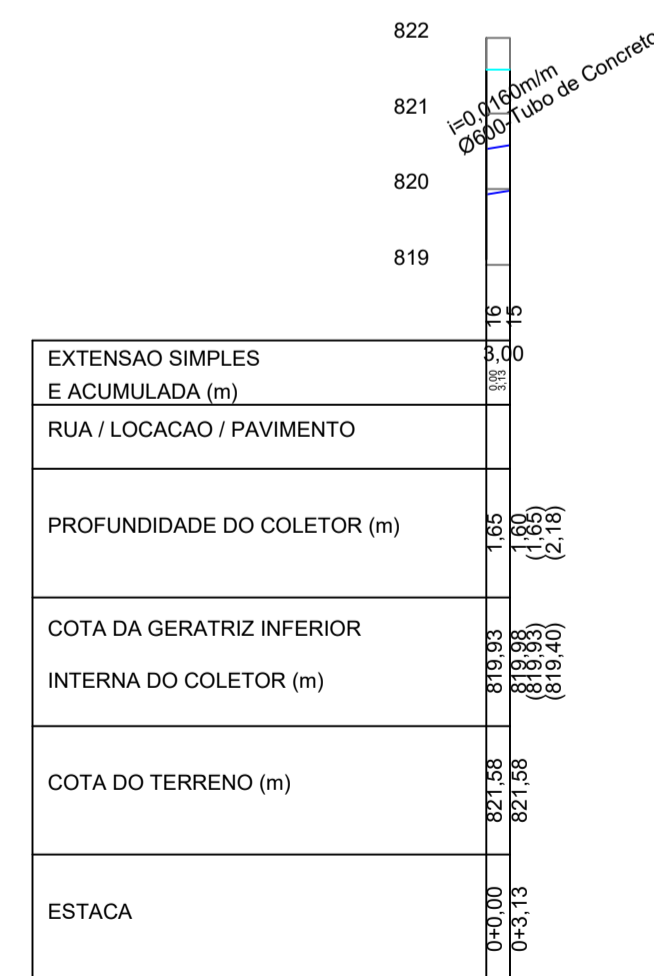 822
821
i=0,0160m/m
Ø600-Tubo de Concreto
820
819
16
15
EXTENSAO SIMPLES
E ACUMULADA (m)
3,00
0,00
3,13
RUA / LOCACAO / PAVIMENTO
PROFUNDIDADE DO COLETOR (m)
1,65
1,60
(1,65)
(2,18)
COTA DA GERATRIZ INFERIOR
INTERNA DO COLETOR (m)
819,93
819,98
(819,93)
(819,40)
COTA DO TERRENO (m)
821,58
821,58
ESTACA
0+0,00
0+3,13